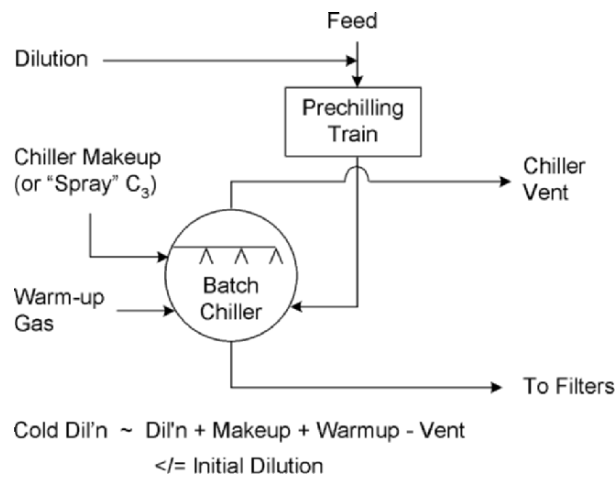 Feed
Dilution
Prechilling
Train
Chiller Makeup
(or “Spray” C₃)
Chiller
Vent
Batch
Chiller
Warm-up
Gas
To Filters
Cold Dil'n ~ Dil'n + Makeup + Warmup - Vent
</= Initial Dilution